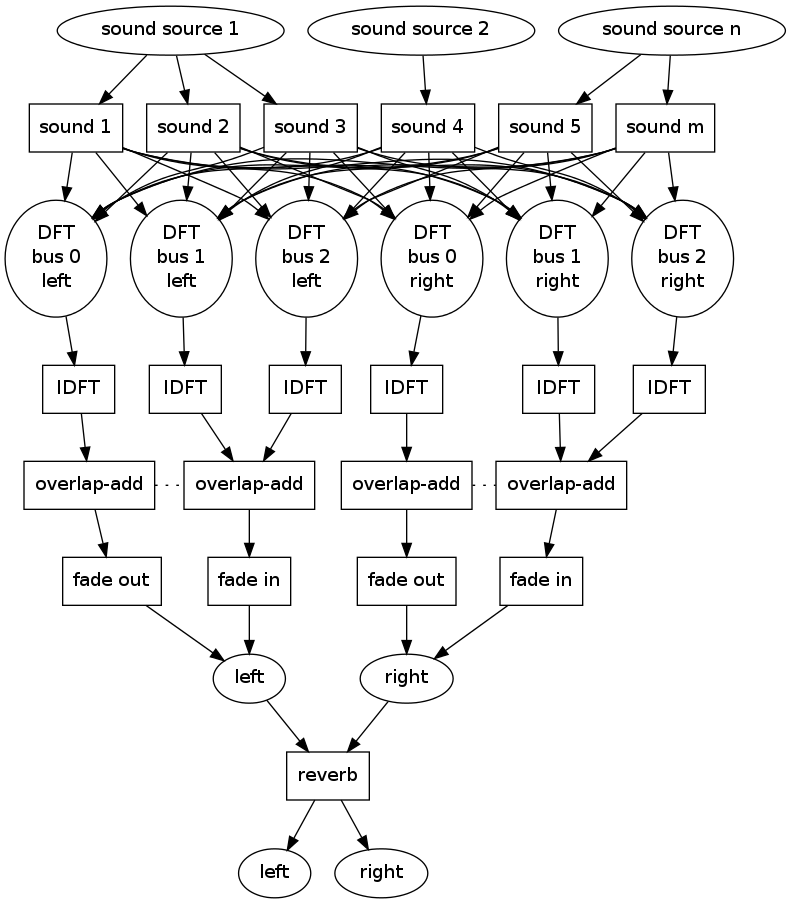 sound source 1
sound source 2
sound source n
sound 1
sound 2
sound 3
sound 4
sound 5
sound m
DFT
bus 0
left
DFT
bus 1
left
DFT
bus 2
left
DFT
bus 0
right
DFT
bus 1
right
DFT
bus 2
right
IDFT
IDFT
IDFT
IDFT
IDFT
IDFT
overlap-add
overlap-add
overlap-add
overlap-add
fade out
fade in
fade out
fade in
left
right
reverb
left
right